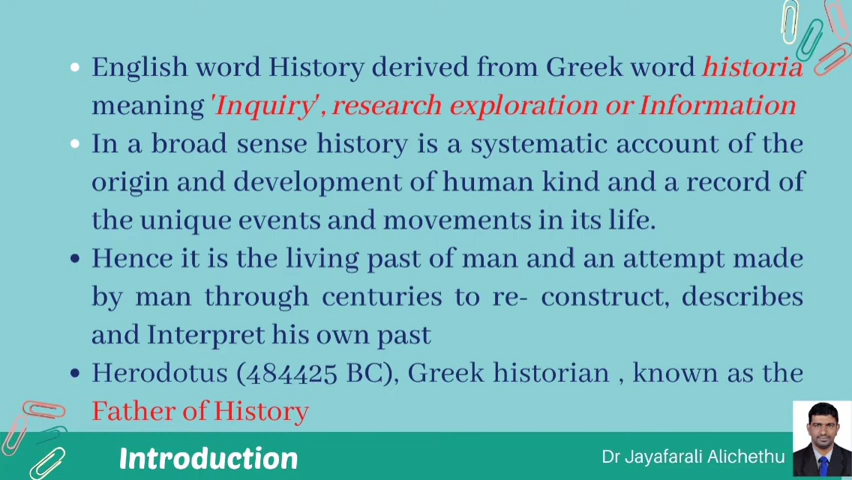 English word History derived from Greek word historia
meaning 'Inquiry', research exploration or Information
In a broad sense history is a systematic account of the
origin and development of human kind and a record of
the unique events and movements in its life.
Hence it is the living past of man and an attempt made
by man through centuries to re- construct, describes
and Interpret his own past
Herodotus (484425 BC), Greek historian , known as the
Father of History
Introduction
Dr Jayafarali Alichethu